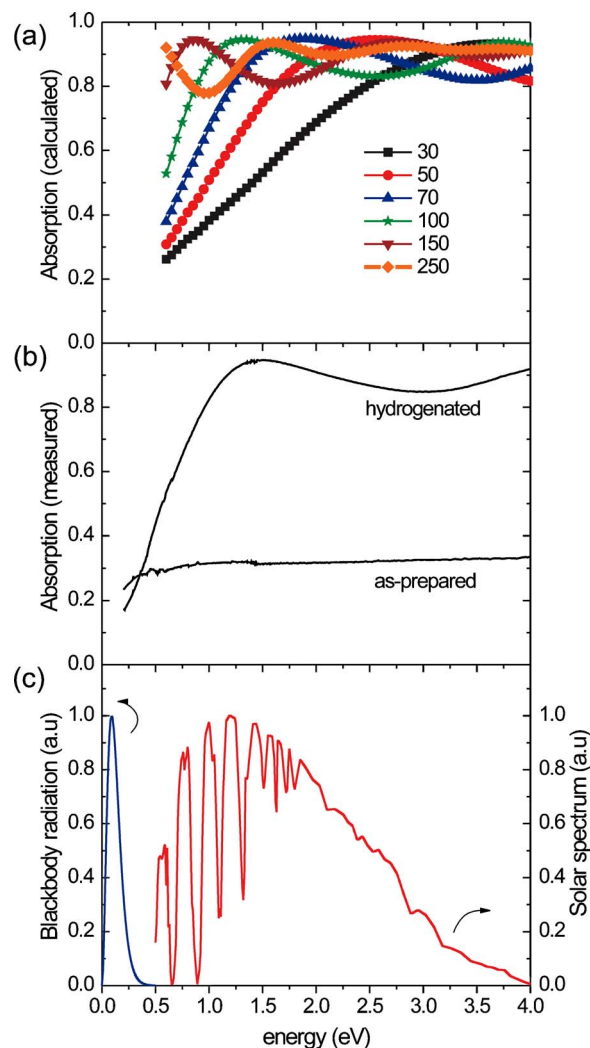 (a)
1.0
0.8
0.6
0.4
0.2
0.0
Absorption (calculated)
30
50
70
100
150
250
(b)
0.8
0.6
0.4
0.2
0.0
Absorption (measured)
hydrogenated
as-prepared
(c)
1.0
0.8
0.6
0.4
0.2
0.0
Blackbody radiation (a.u)
1.0
0.8
0.6
0.4
0.2
0.0
Solar spectrum (a.u)
0.0 0.5 1.0 1.5 2.0 2.5 3.0 3.5 4.0
energy (eV)